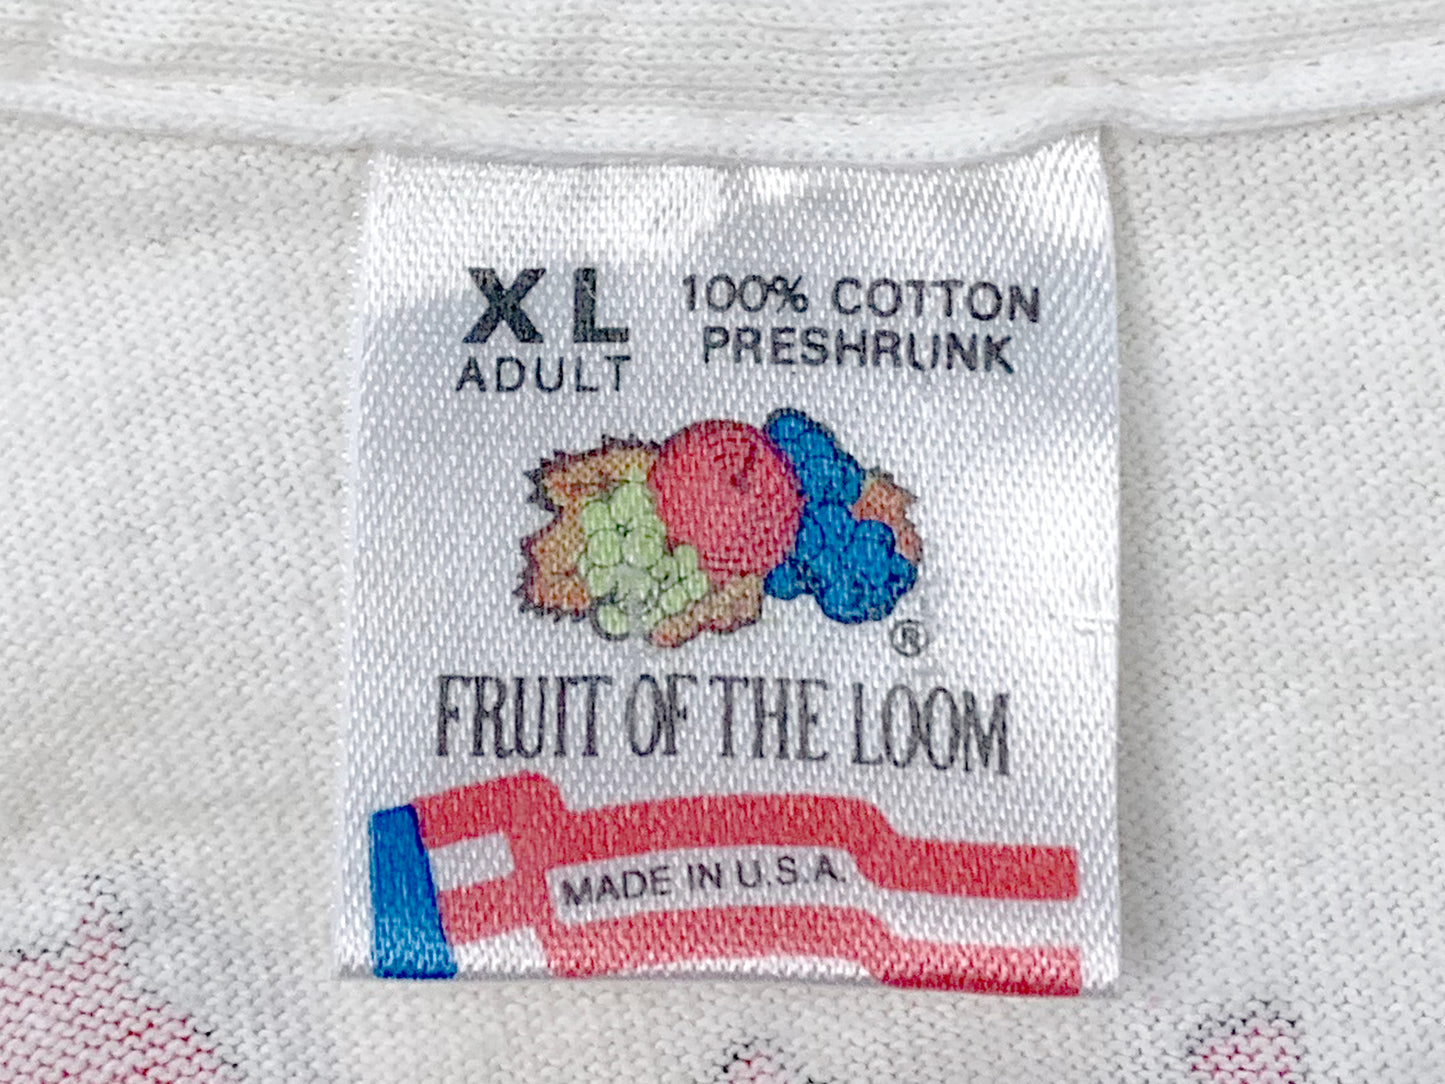 XL
ADULT
100% COTTON
PRESHRUNK
®
FRUIT OF THE LOOM
MADE IN U.S.A.